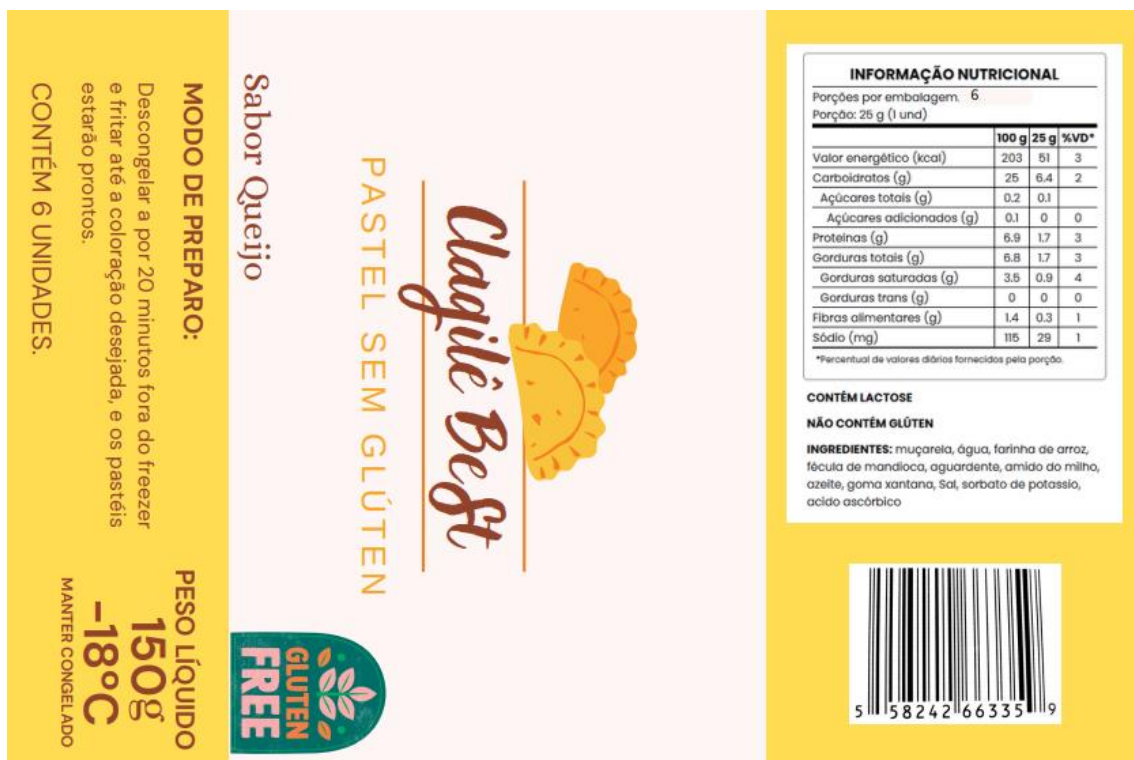 MODO DE PREPARO:
Descongelar a por 20 minutos fora do freezer
e fritar até a coloração desejada, e os pastéis
estarão prontos.
CONTÉM 6 UNIDADES.
PESO LÍQUIDO
150g
-18°C
MANTER CONGELADO
Clagilê BeSt
PASTEL SEM GLÚTEN
Sabor Queijo
GLUTEN
FREE
INFORMAÇÃO NUTRICIONAL
Porções por embalagem. 6
Porção: 25 g (1 und)
100 g 25 g %VD*
Valor energético (kcal) 203 51 3
Carboidratos (g) 25 6.4 2
Açúcares totais (g) 0.2 0.1
Açúcares adicionados (g) 0.1 0 0
Proteínas (g) 6.9 1.7 3
Gorduras totais (g) 6.8 1.7 3
Gorduras saturadas (g) 3.5 0.9 4
Gorduras trans (g) 0 0 0
Fibras alimentares (g) 1.4 0.3 1
Sódio (mg) 115 29 1
*Percentual de valores diários fornecidos pela porção.
CONTÉM LACTOSE
NÃO CONTÉM GLÚTEN
INGREDIENTES: muçarela, água, farinha de arroz,
fécula de mandioca, aguardente, amido do milho,
azeite, goma xantana, Sal, sorbato de potassio,
acido ascórbico
5 58242 66335 9